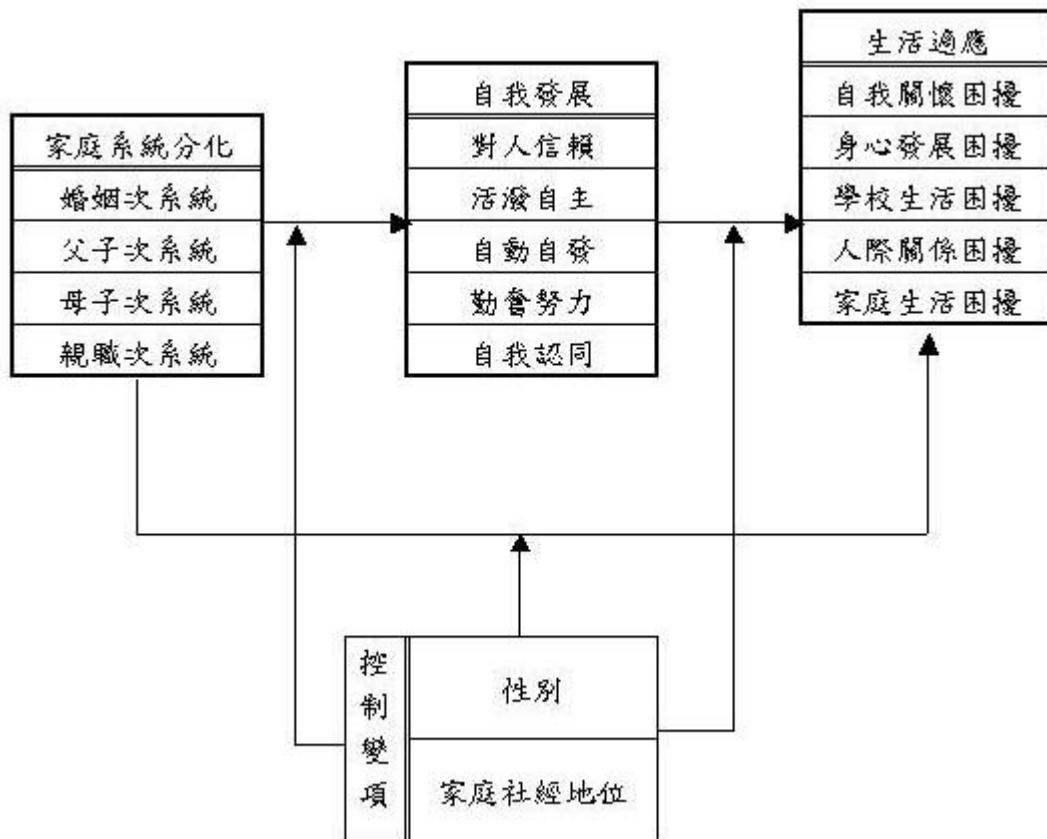 家庭系統分化
婚姻次系統
父子次系統
母子次系統
親職次系統
自我發展
對人信賴
活潑自主
自動自發
勤奮努力
自我認同
生活適應
自我關懷困擾
身心發展困擾
學校生活困擾
人際關係困擾
家庭生活困擾
控制變項
性別
家庭社經地位